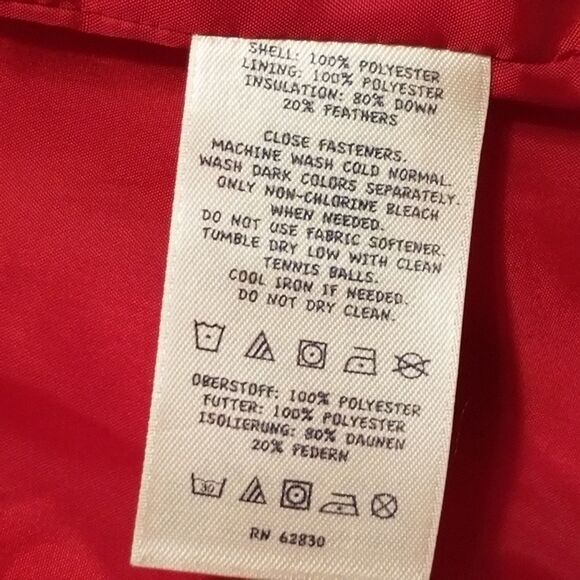 SHELL: 100% POLYESTER
LINING: 100% POLYESTER
INSULATION: 80% DOWN
20% FEATHERS
CLOSE FASTENERS.
MACHINE WASH COLD NORMAL.
WASH DARK COLORS SEPARATELY.
ONLY NON-CHLORINE BLEACH
WHEN NEEDED.
DO NOT USE FABRIC SOFTENER.
TUMBLE DRY LOW WITH CLEAN
TENNIS BALLS.
COOL IRON IF NEEDED.
DO NOT DRY CLEAN.
OBERSTOFF: 100% POLYESTER
FUTTER: 100% POLYESTER
ISOLIERUNG: 80% DAUNEN
20% FEDERN
30
RN 62830